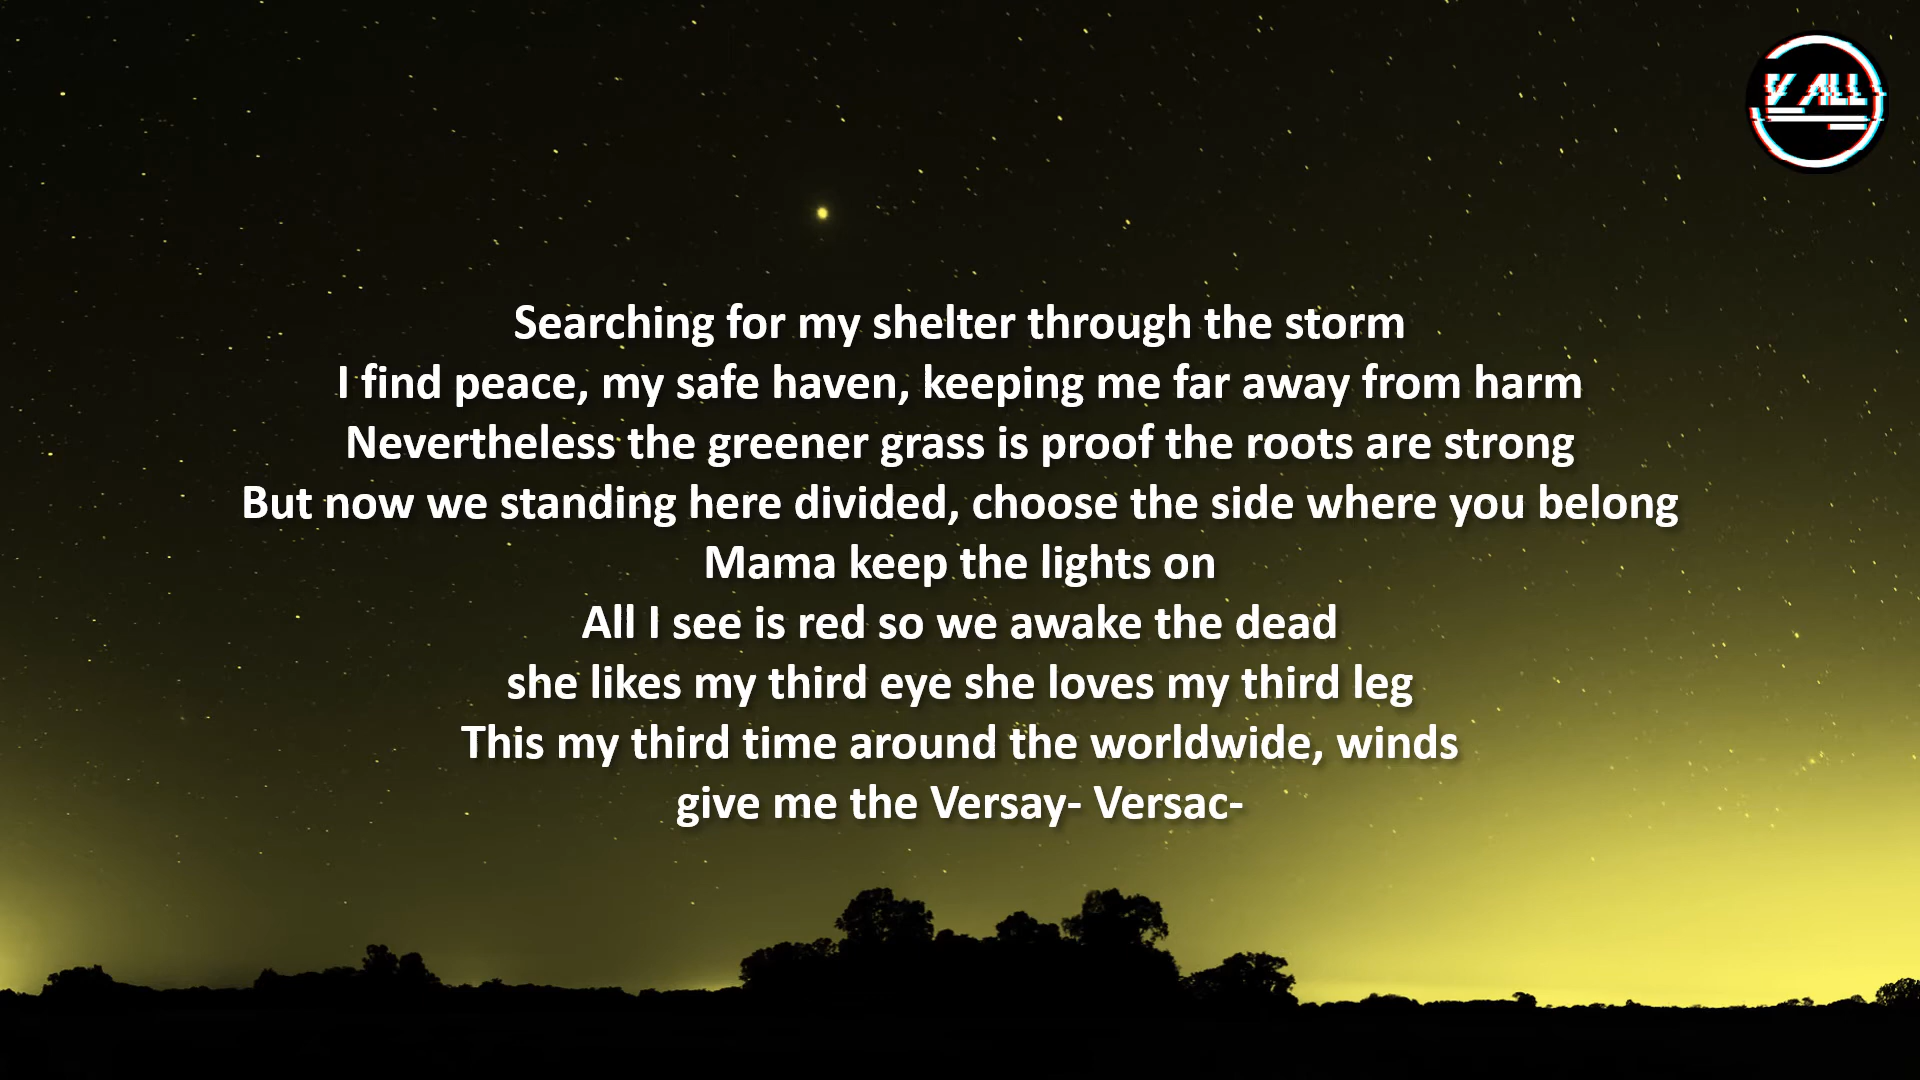 V ALL
Searching for my shelter through the storm
I find peace, my safe haven, keeping me far away from harm
Nevertheless the greener grass is proof the roots are strong
But now we standing here divided, choose the side where you belong
Mama keep the lights on
All I see is red so we awake the dead
she likes my third eye she loves my third leg
This my third time around the worldwide, winds
give me the Versay- Versac-